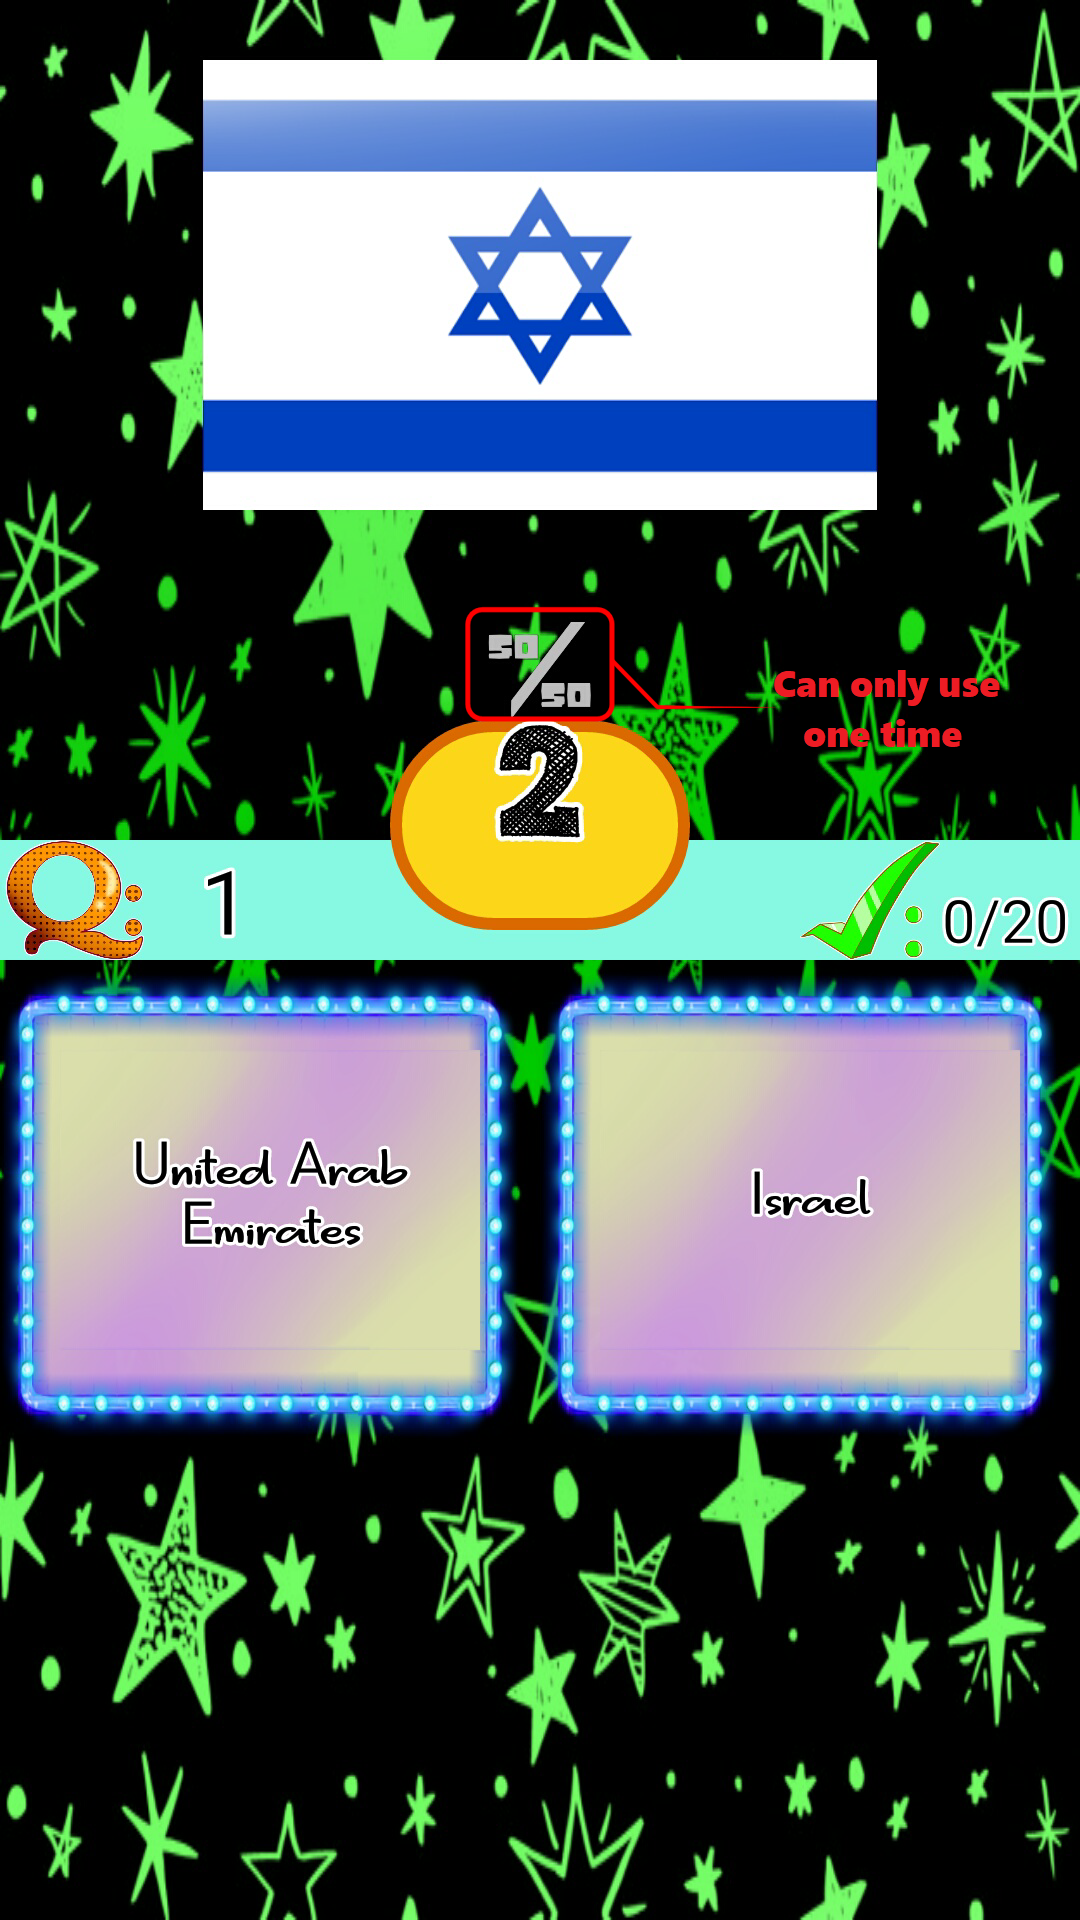 50/50
Can only use
one time
2
Q: 1
: 0/20
United Arab
Emirates
Israel